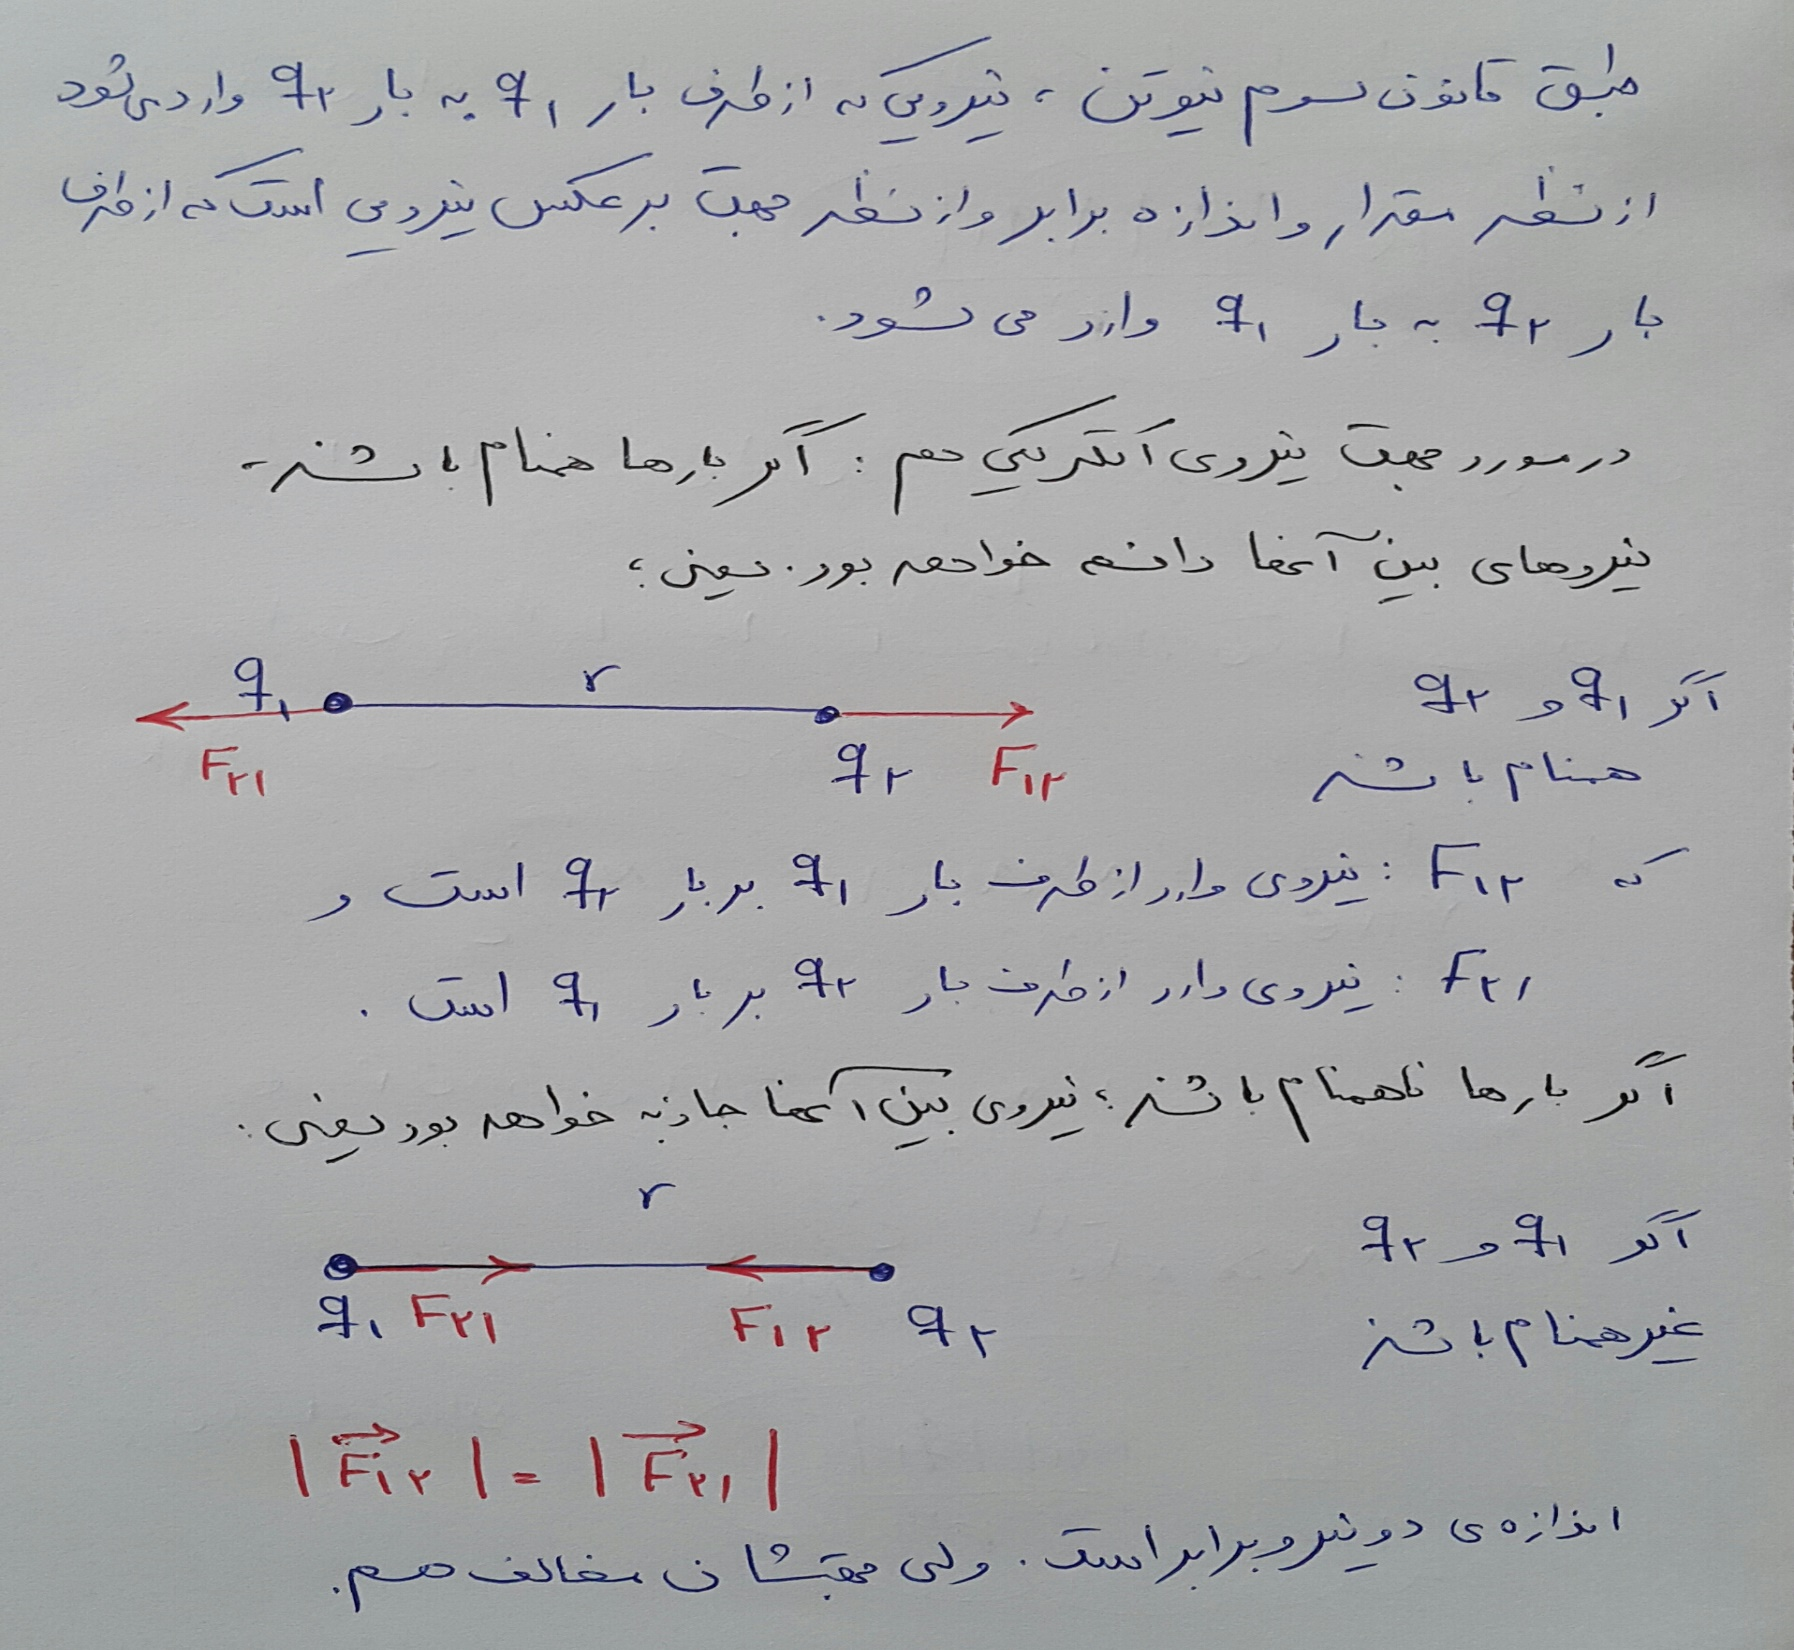 طبق قانون سوم نیوتن ، نیرویی که از طرف بار q۱ به بار q۲ وارد می‌شود
از نظر مقدار و اندازه برابر و از نظر جهت برعکس نیرویی است که از طرف
بار q۲ به بار q۱ وارد می شود.
در مورد جهت نیروی الکتریکی هم : اگر بارها همنام باشند،
نیروهای بین آنها دافعه خواهد بود. یعنی ؛
اگر q۱ و q۲
همنام باشند
q۱ r q۲
F۲۱ F۱۲
که F۱۲ : نیروی وارد از طرف بار q۱ بر بار q۲ است و
F۲۱ : نیروی وارد از طرف بار q۲ بر بار q۱ است .
اگر بارها ناهمنام باشند ؛ نیروی بین آنها جاذبه خواهد بود یعنی :
اگر q۱ و q۲
غیرهمنام باشند
r
q۱ F۲۱ F۱۲ q۲
|F۱۲| = |F۲۱|
اندازه ی دو نیرو برابر است . ولی جهتشان مخالف هم.